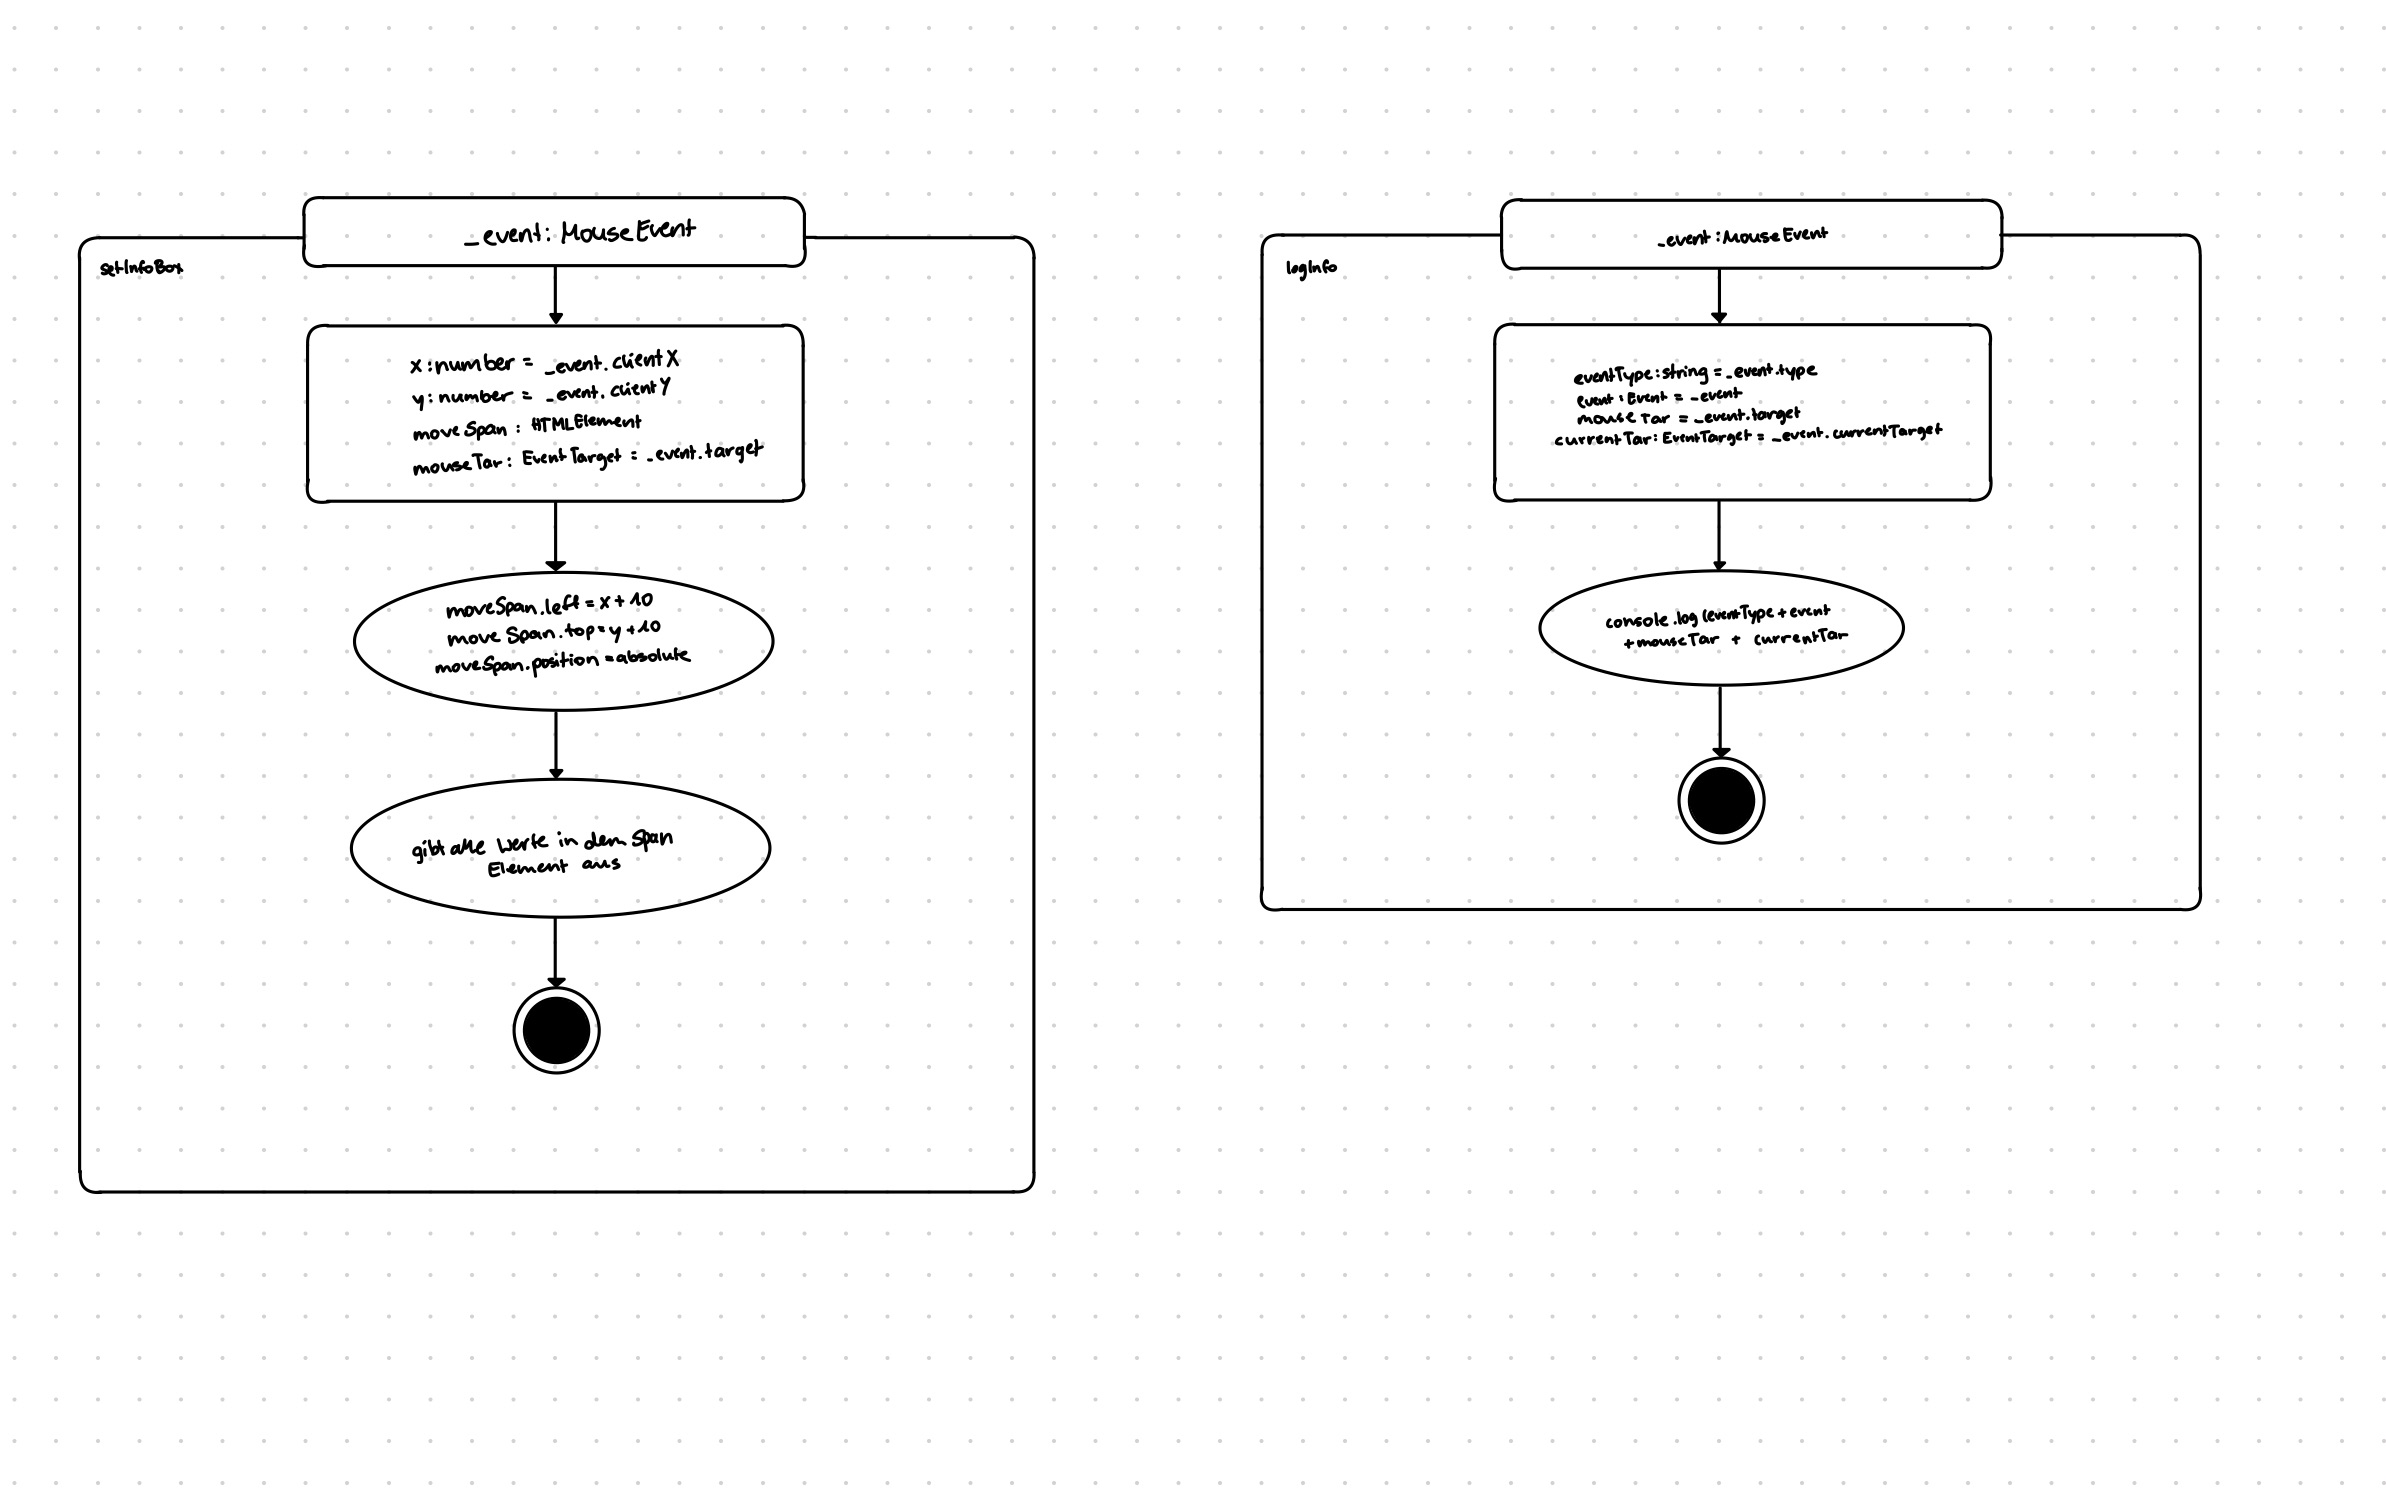 _event: MouseEvent
setInfoBox
x:number = _event.clientX
y:number = _event.clientY
moveSpan: HTMLElement
mouseTar: EventTarget = _event.target
moveSpan.left = x + 10
moveSpan.top = y + 10
moveSpan.position = absolute
gibt alle Werte in dem Span
Element aus
_event: MouseEvent
logInfo
eventType:string = _event.type
event: Event = _event
mouseTar = _event.target
currentTar: EventTarget = _event.currentTarget
console.log (eventType + event
+ mouseTar + currentTar